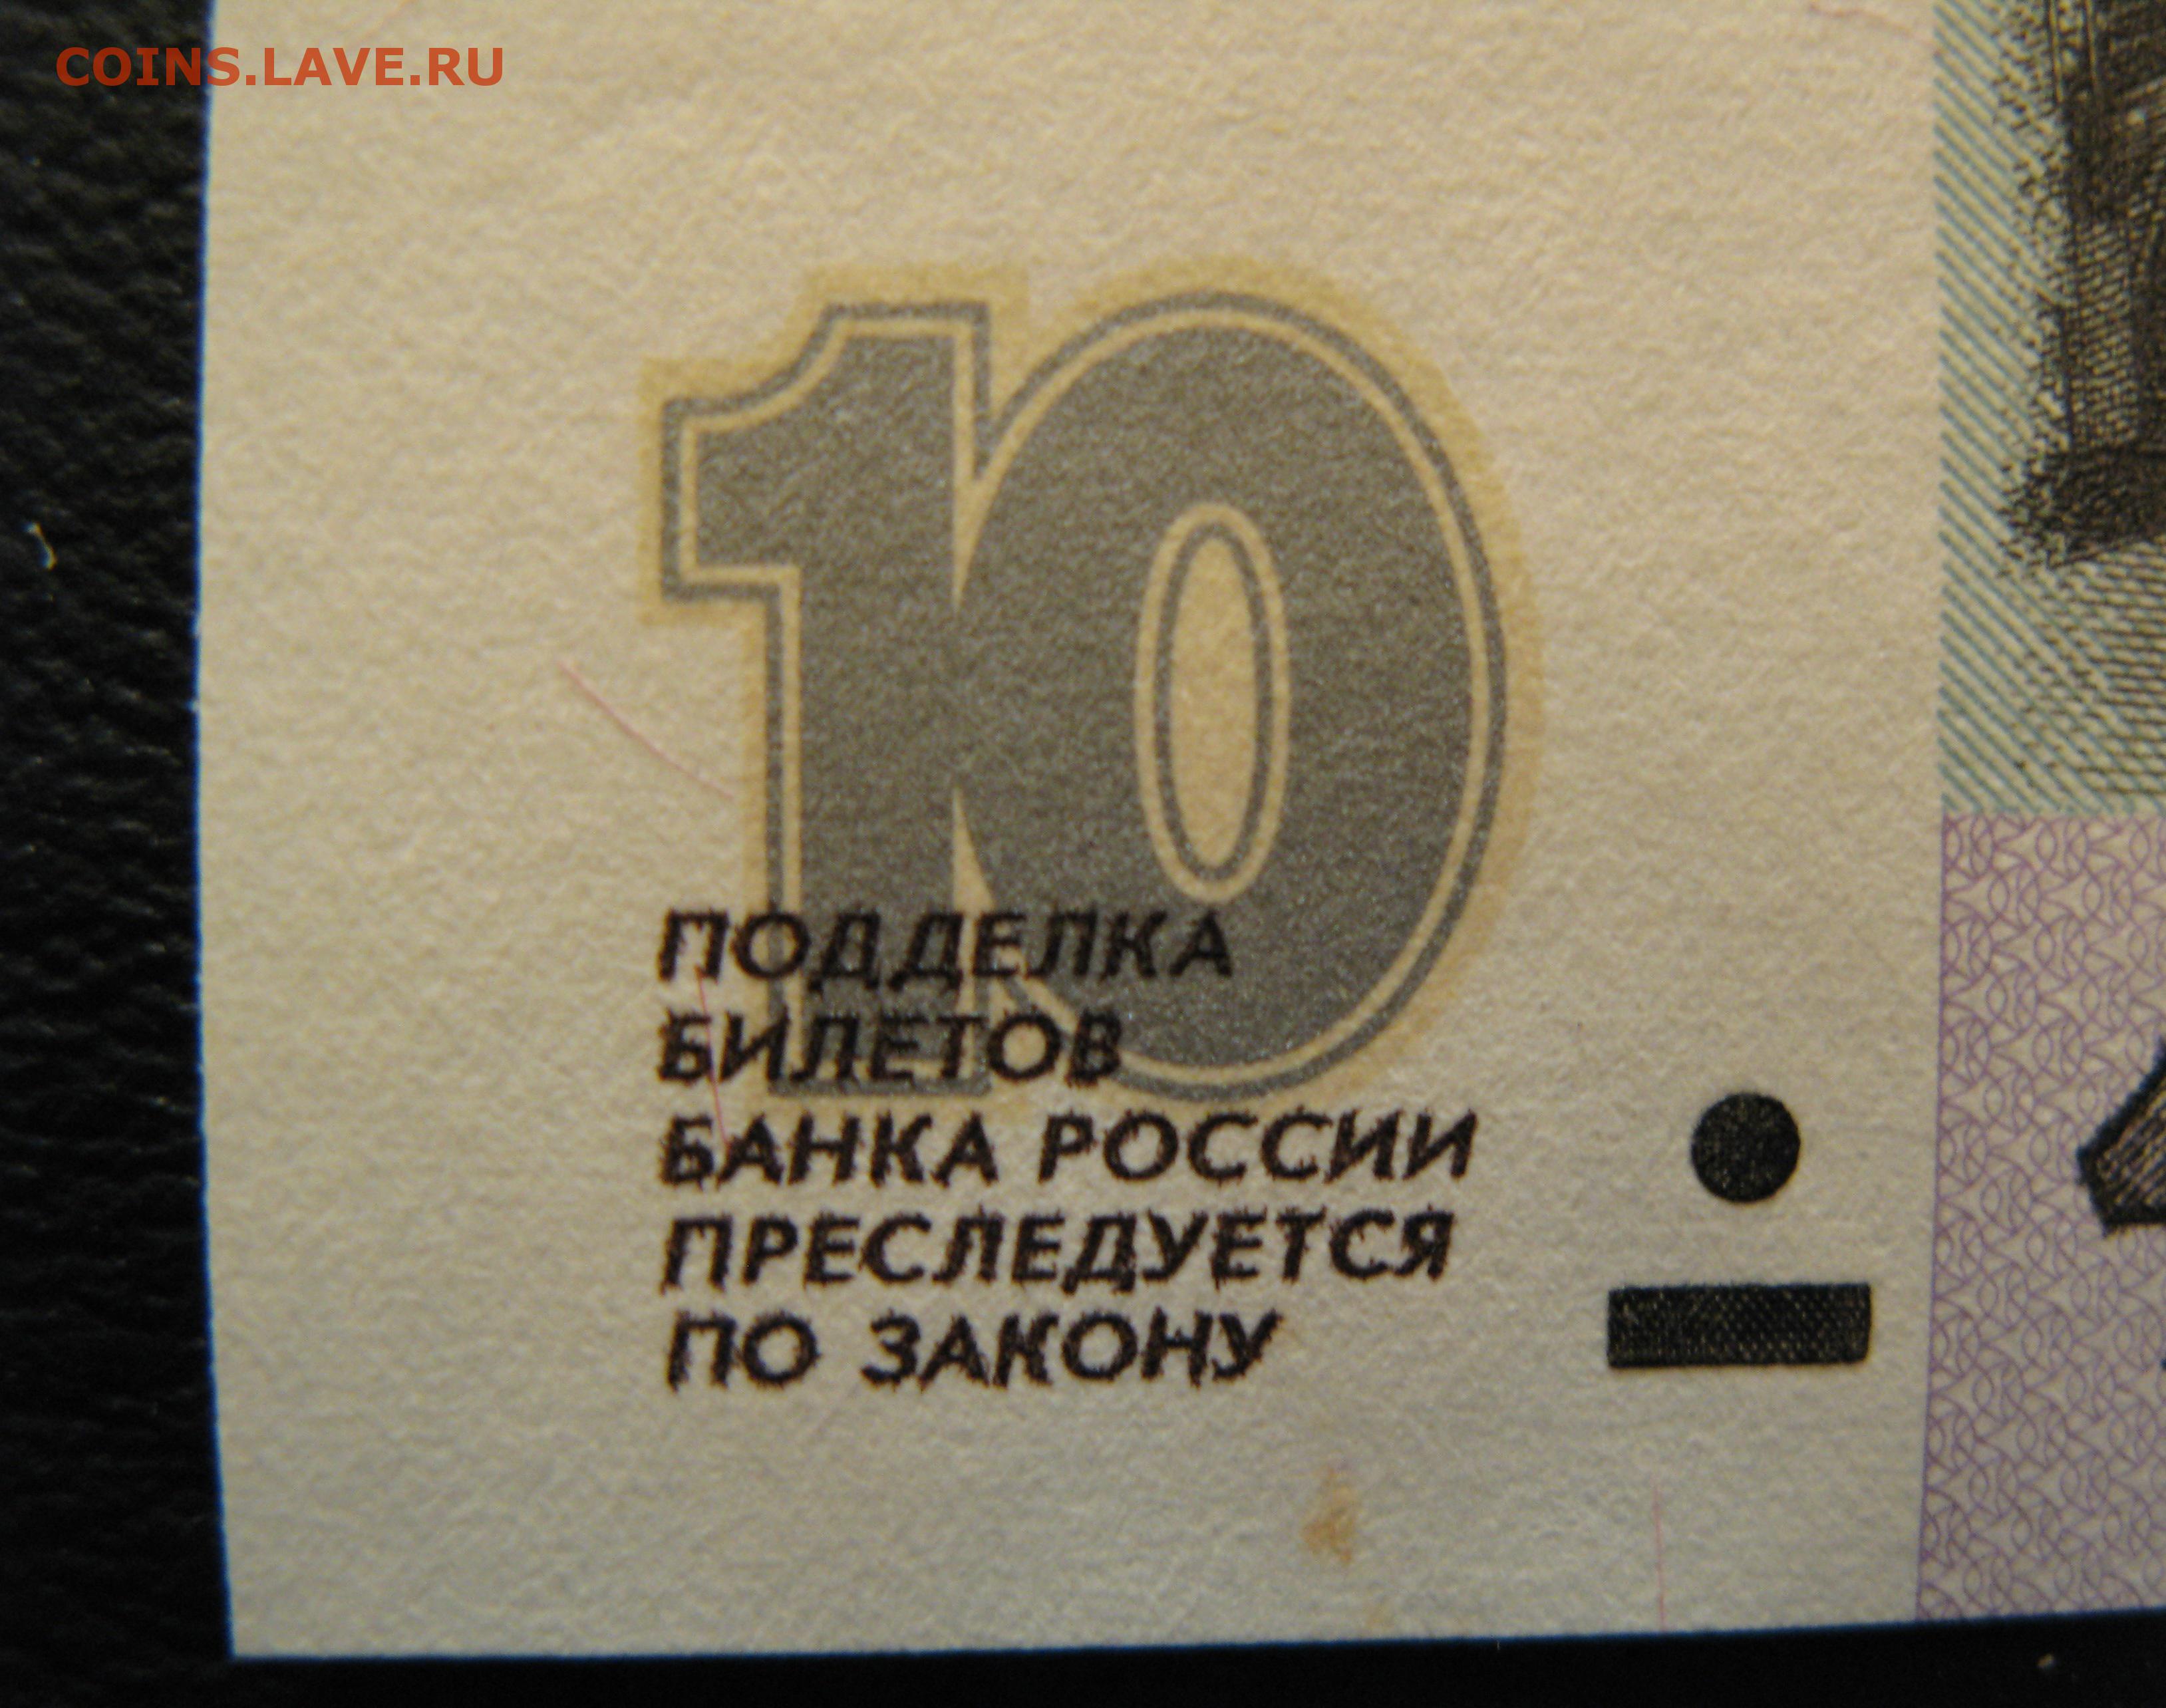 COINS.LAVE.RU
10
ПОДДЕЛКА
БИЛЕТОВ
БАНКА РОССИИ
ПРЕСЛЕДУЕТСЯ
ПО ЗАКОНУ